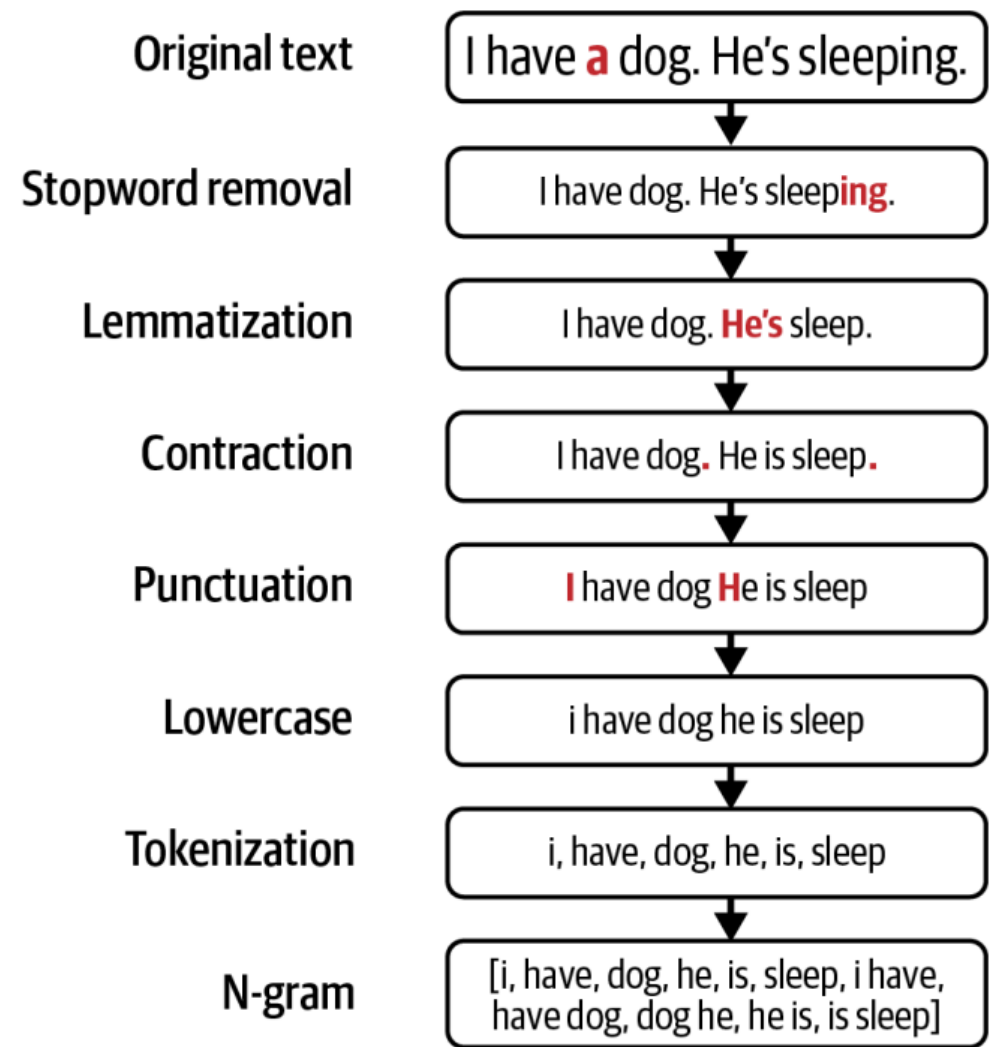 Original text
I have a dog. He’s sleeping.
Stopword removal
I have dog. He’s sleeping.
Lemmatization
I have dog. He’s sleep.
Contraction
I have dog. He is sleep.
Punctuation
I have dog He is sleep
Lowercase
i have dog he is sleep
Tokenization
i, have, dog, he, is, sleep
N-gram
[i, have, dog, he, is, sleep, i have,
have dog, dog he, he is, is sleep]